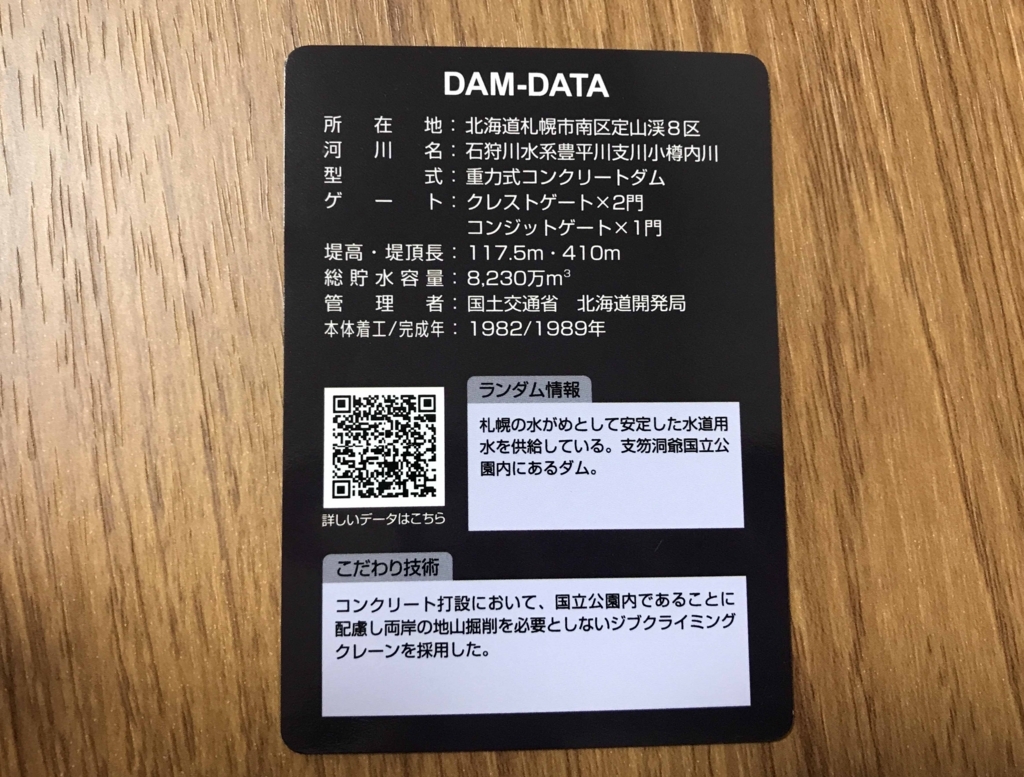 DAM-DATA
所在地：北海道札幌市南区定山渓8区
河川名：石狩川水系豊平川支川小樽内川
型式：重力式コンクリートダム
ゲート：クレストゲート×2門
コンジットゲート×1門
堤高・堤頂長：117.5m・410m
総貯水容量：8,230万m³
管理者：国土交通省　北海道開発局
本体着工/完成年：1982/1989年
ランダム情報
札幌の水がめとして安定した水道用
水を供給している。支笏洞爺国立公
園内にあるダム。
詳しいデータはこちら
こだわり技術
コンクリート打設において、国立公園内であることに
配慮し両岸の地山掘削を必要としないジブクライミング
クレーンを採用した。